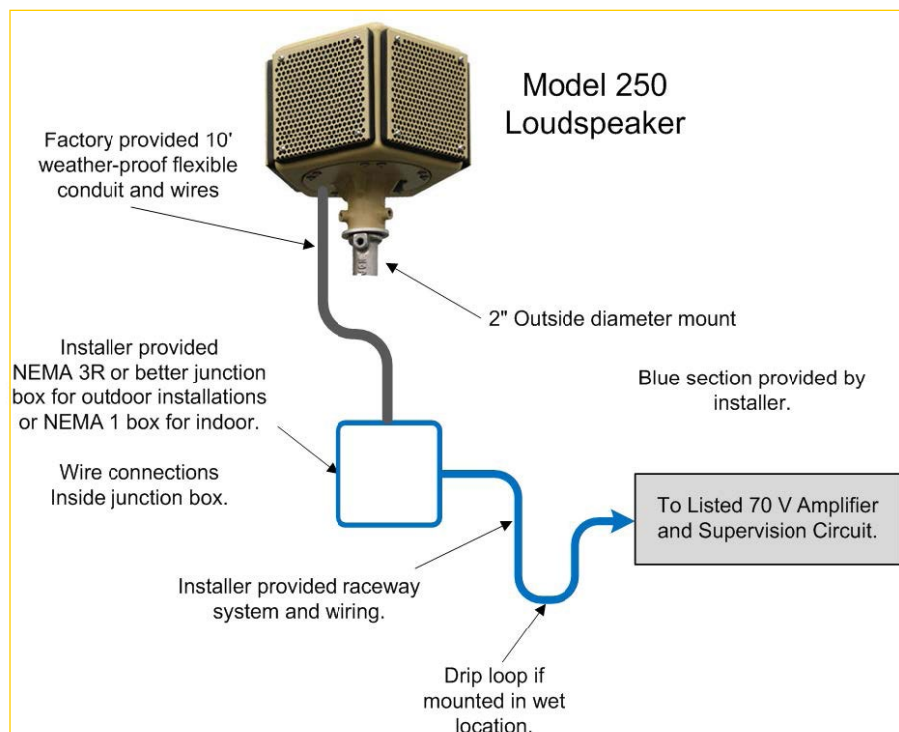 Model 250
Loudspeaker
Factory provided 10'
weather-proof flexible
conduit and wires
2" Outside diameter mount
Installer provided
NEMA 3R or better junction
box for outdoor installations
or NEMA 1 box for indoor.
Wire connections
Inside junction box.
Blue section provided by
installer.
To Listed 70 V Amplifier
and Supervision Circuit.
Installer provided raceway
system and wiring.
Drip loop if
mounted in wet
location.